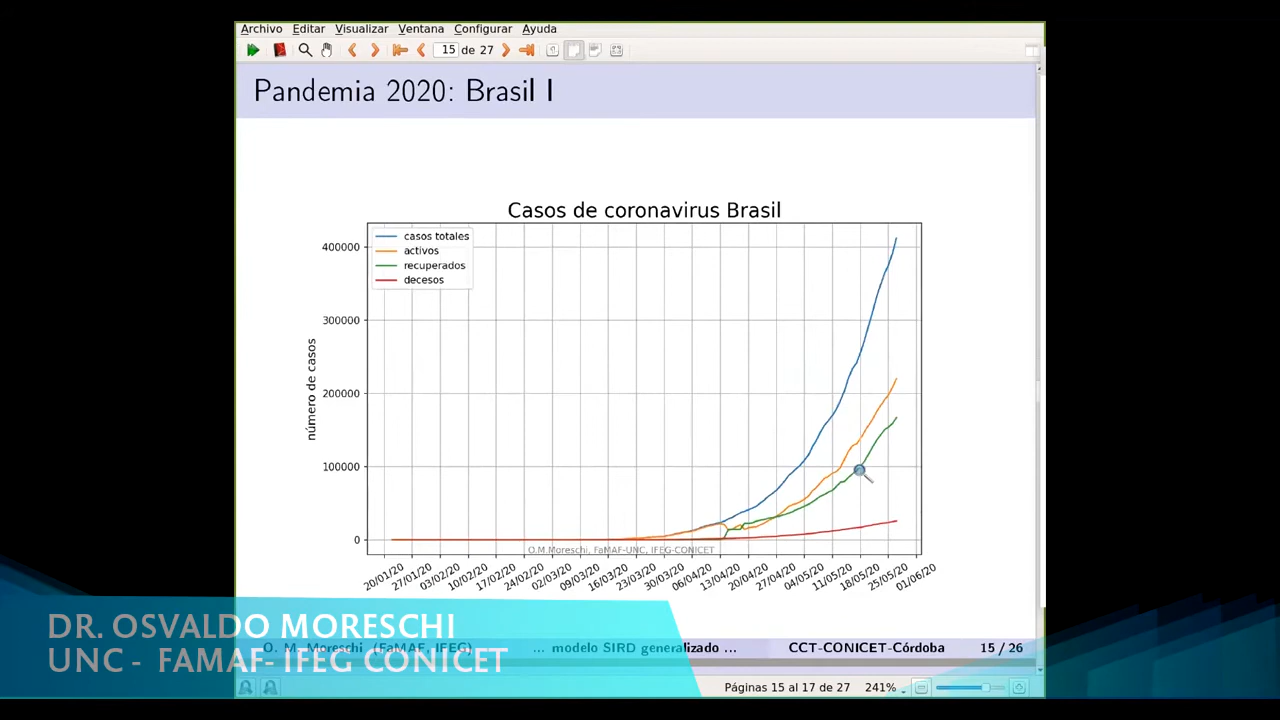 Archivo Editar Visualizar Ventana Configurar Ayuda
15 de 27
Pandemia 2020: Brasil I
Casos de coronavirus Brasil
casos totales
activos
recuperados
decesos
número de casos
400000
300000
200000
100000
0
O.M.Moreschi, FaMAF-UNC, IFEG-CONICET
20/01/20 27/01/20 03/02/20 10/02/20 17/02/20 24/02/20 02/03/20 09/03/20 16/03/20 23/03/20 30/03/20 06/04/20 13/04/20 20/04/20 27/04/20 04/05/20 11/05/20 18/05/20 25/05/20 01/06/20
DR. OSVALDO MORESCHI
UNC - FAMAF- IFEG CONICET
O. M. Moreschi (FaMAF, IFEG) ... modelo SIRD generalizado ... CCT-CONICET-Córdoba 15 / 26
Páginas 15 al 17 de 27 241%